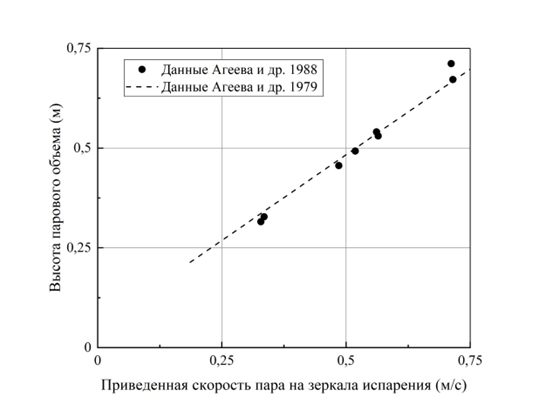 0,75
Данные Агеева и др. 1988
Данные Агеева и др. 1979
0,5
0,25
0
0
0,25
0,5
0,75
Высота парового объема (м)
Приведенная скорость пара на зеркала испарения (м/с)